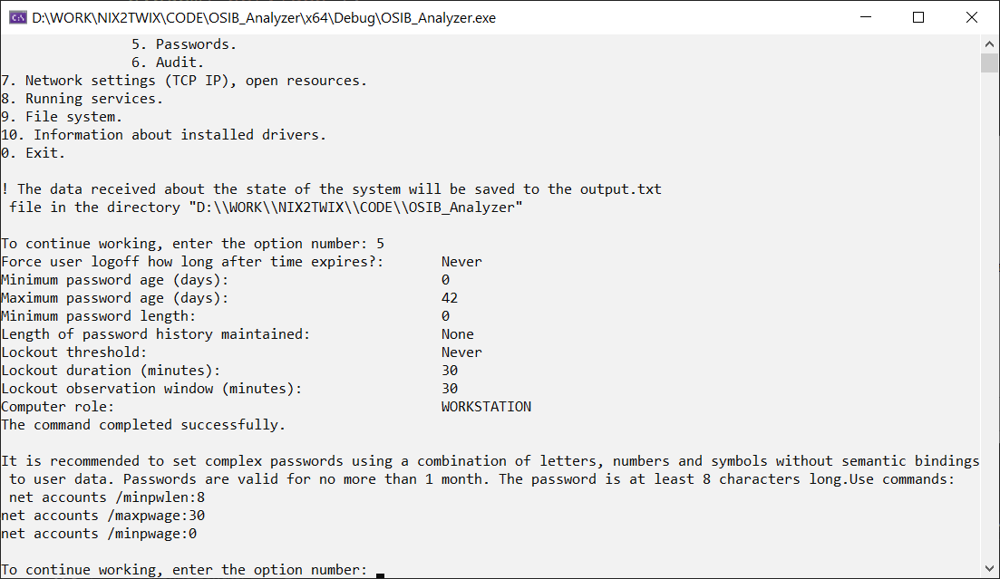 D:\WORK\NIX2TWIX\CODE\OSIB_Analyzer\x64\Debug\OSIB_Analyzer.exe
5. Passwords.
6. Audit.
7. Network settings (TCP IP), open resources.
8. Running services.
9. File system.
10. Information about installed drivers.
0. Exit.
! The data received about the state of the system will be saved to the output.txt
file in the directory "D:\\WORK\\NIX2TWIX\\CODE\\OSIB_Analyzer"
To continue working, enter the option number: 5
Force user logoff how long after time expires?: Never
Minimum password age (days): 0
Maximum password age (days): 42
Minimum password length: 0
Length of password history maintained: None
Lockout threshold: Never
Lockout duration (minutes): 30
Lockout observation window (minutes): 30
Computer role: WORKSTATION
The command completed successfully.
It is recommended to set complex passwords using a combination of letters, numbers and symbols without semantic bindings
to user data. Passwords are valid for no more than 1 month. The password is at least 8 characters long.Use commands:
net accounts /minpwlen:8
net accounts /maxpwage:30
net accounts /minpwage:0
To continue working, enter the option number: